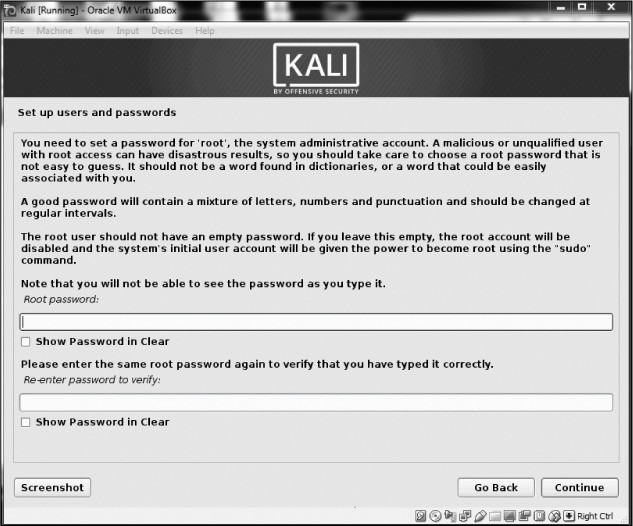 Kali [Running] - Oracle VM VirtualBox
File Machine View Input Devices Help
KALI
BY OFFENSIVE SECURITY
Set up users and passwords
You need to set a password for 'root', the system administrative account. A malicious or unqualified user
with root access can have disastrous results, so you should take care to choose a root password that is
not easy to guess. It should not be a word found in dictionaries, or a word that could be easily
associated with you.
A good password will contain a mixture of letters, numbers and punctuation and should be changed at
regular intervals.
The root user should not have an empty password. If you leave this empty, the root account will be
disabled and the system's initial user account will be given the power to become root using the "sudo"
command.
Note that you will not be able to see the password as you type it.
Root password:
Show Password in Clear
Please enter the same root password again to verify that you have typed it correctly.
Re-enter password to verify:
Show Password in Clear
Screenshot
Go Back
Continue
Right Ctrl